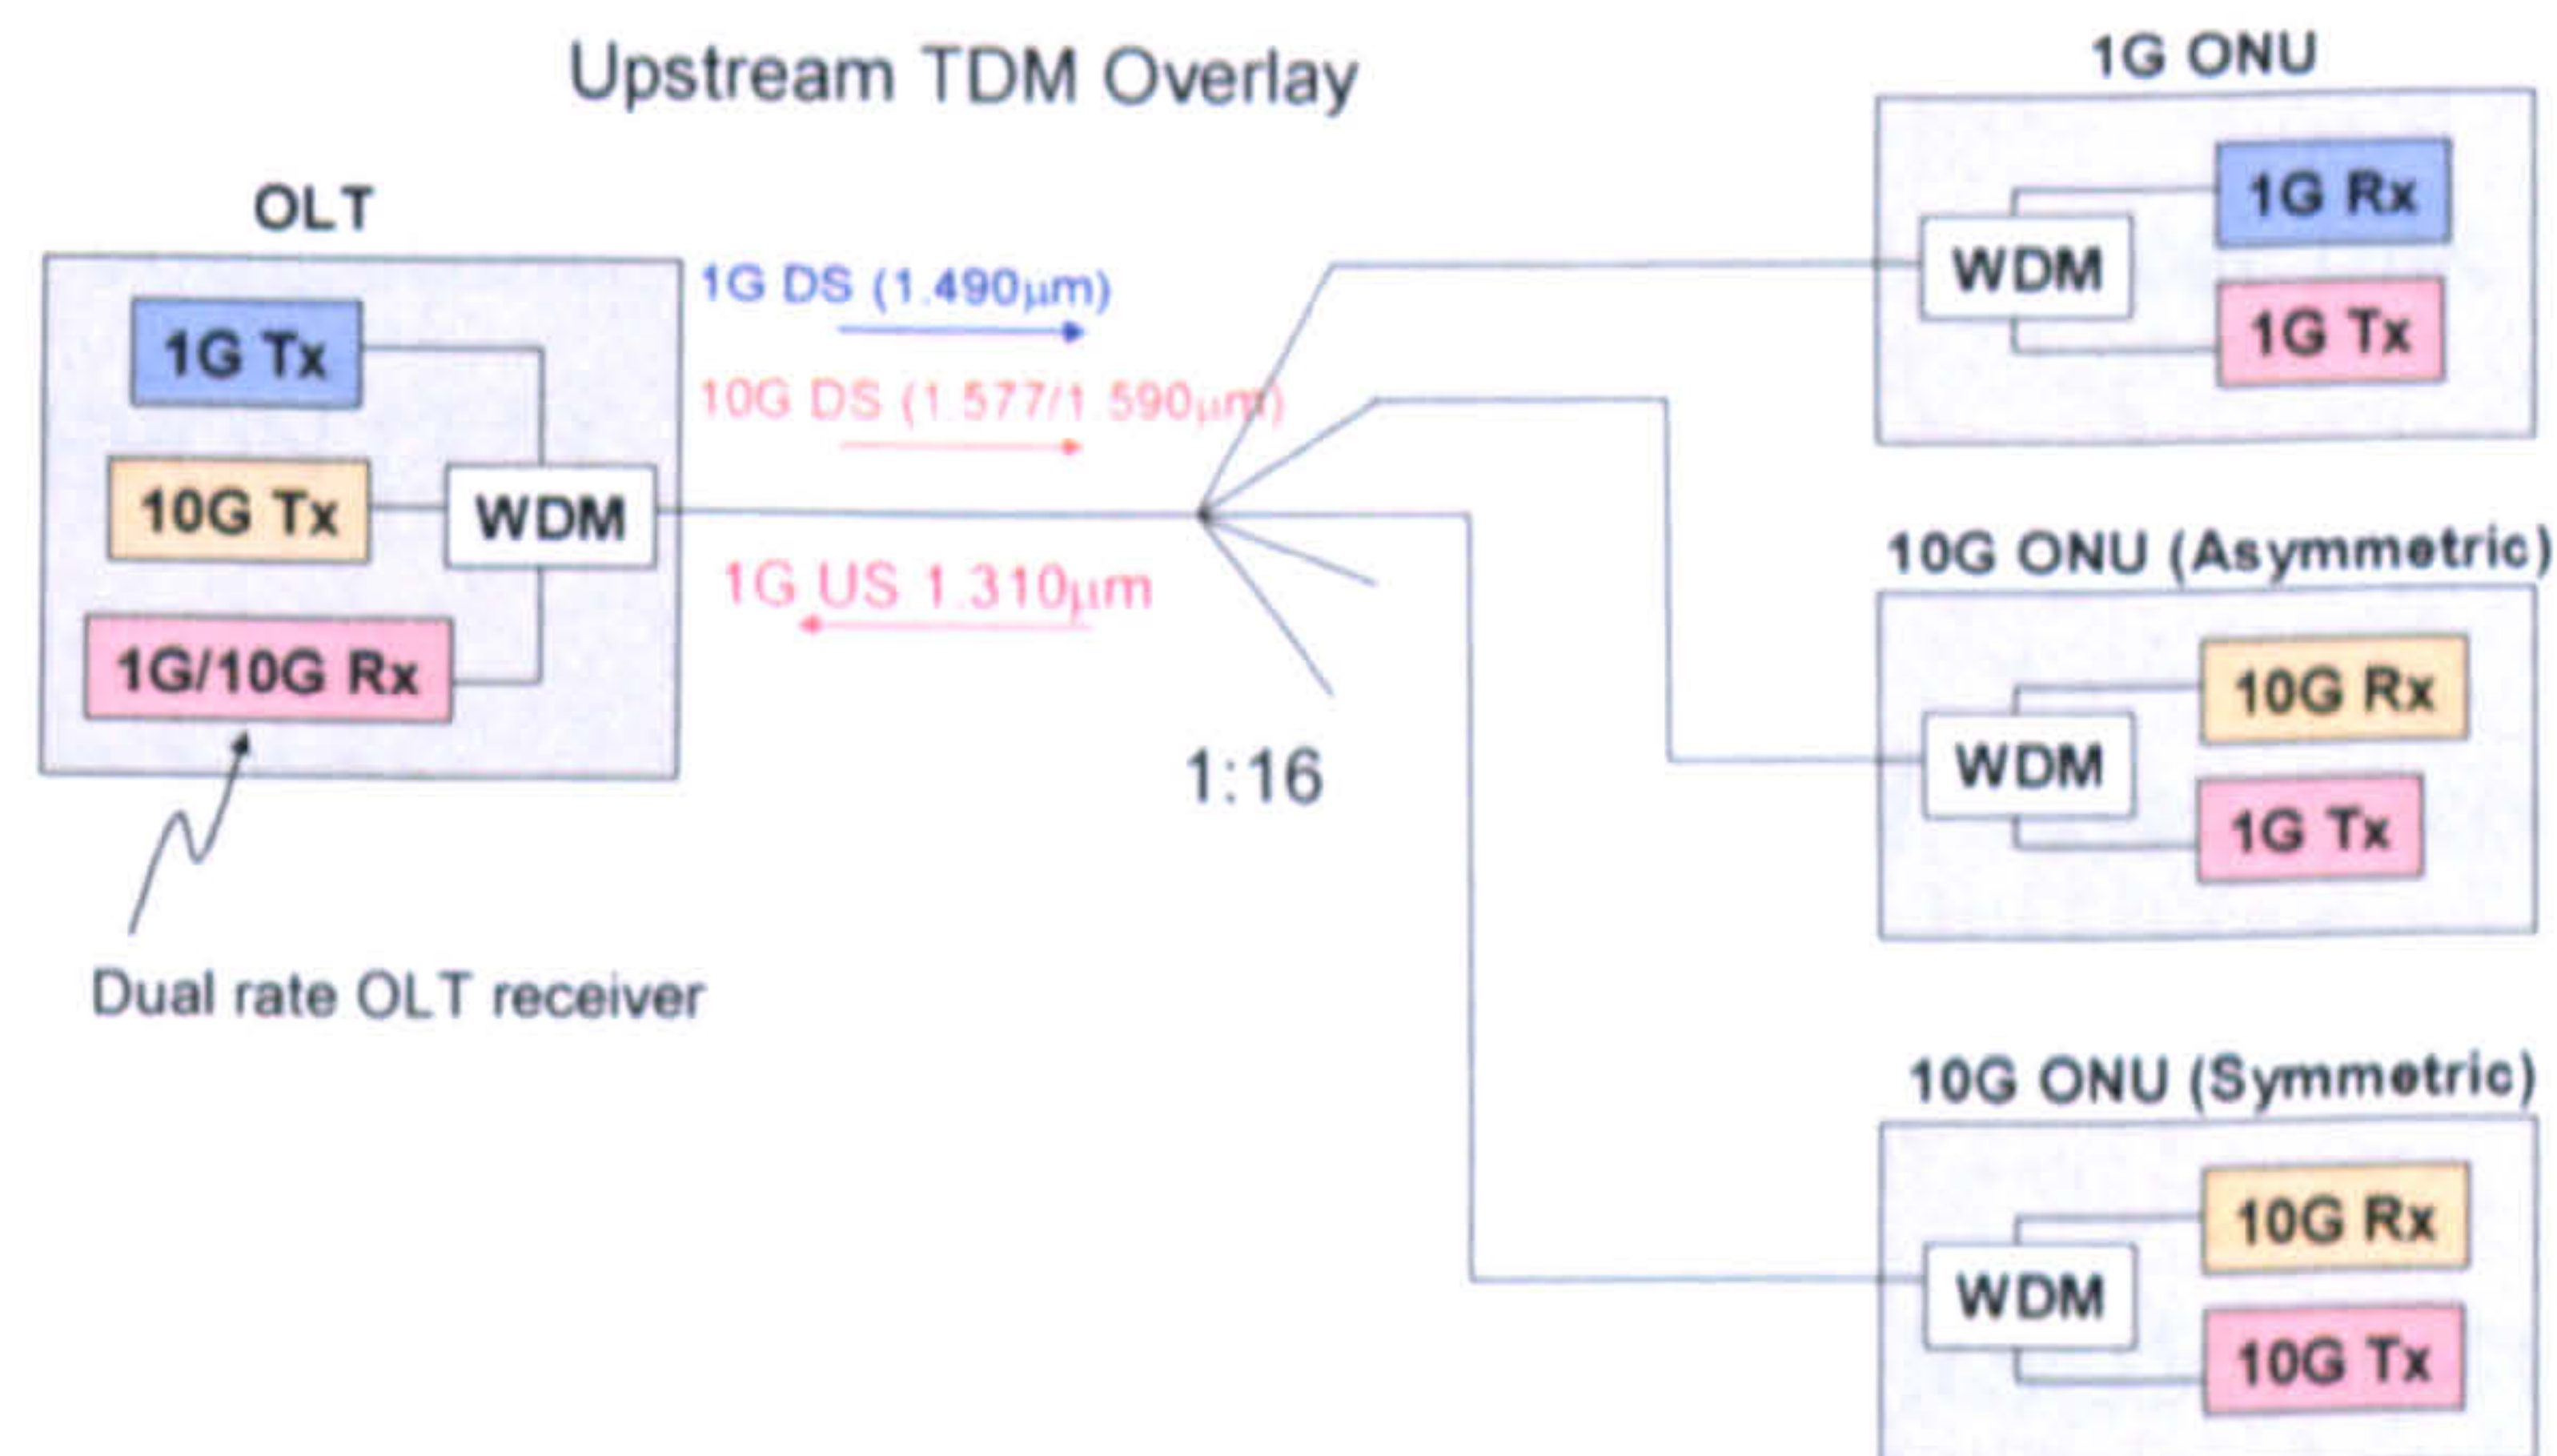 Upstream TDM Overlay
OLT
1G Tx
10G Tx
WDM
1G/10G Rx
Dual rate OLT receiver
1G DS (1.490μm)
10G DS (1.577/1.590μm)
1G US 1.310μm
1:16
1G ONU
WDM
1G Rx
1G Tx
10G ONU (Asymmetric)
WDM
10G Rx
1G Tx
10G ONU (Symmetric)
WDM
10G Rx
10G Tx